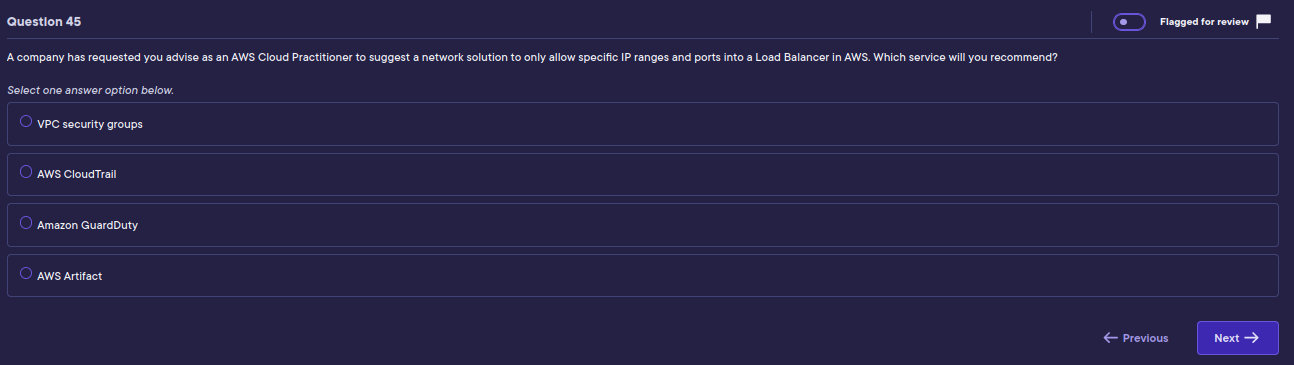 Question 45
Flagged for review
A company has requested you advise as an AWS Cloud Practitioner to suggest a network solution to only allow specific IP ranges and ports into a Load Balancer in AWS. Which service will you recommend?
Select one answer option below.
VPC security groups
AWS CloudTrail
Amazon GuardDuty
AWS Artifact
Previous
Next